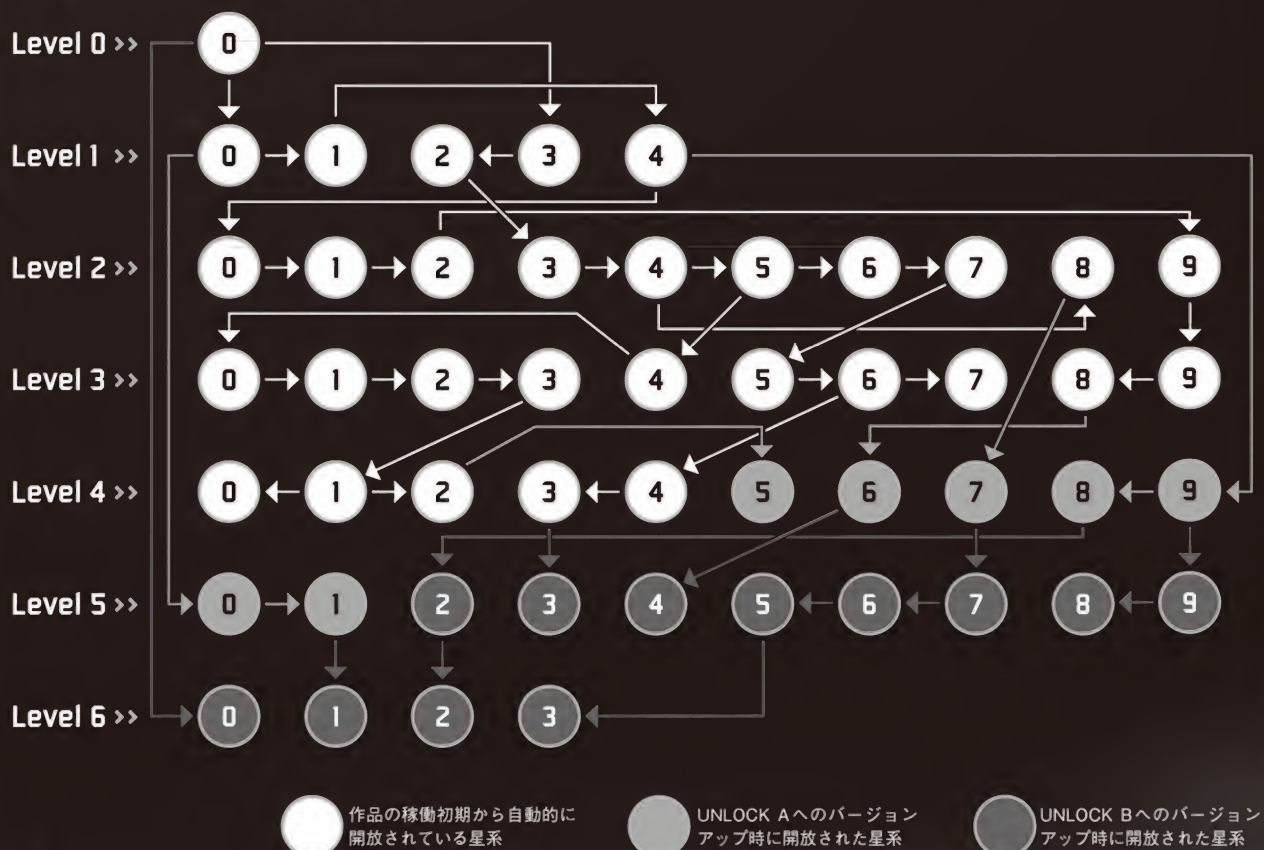 Level 0 >> 0
Level 1 >> 0 1 2 3 4
Level 2 >> 0 1 2 3 4 5 6 7 8 9
Level 3 >> 0 1 2 3 4 5 6 7 8 9
Level 4 >> 0 1 2 3 4 5 6 7 8 9
Level 5 >> 0 1 2 3 4 5 6 7 8 9
Level 6 >> 0 1 2 3
作品の稼働初期から自動的に
開放されている星系
UNLOCK Aへのバージョン
アップ時に開放された星系
UNLOCK Bへのバージョン
アップ時に開放された星系